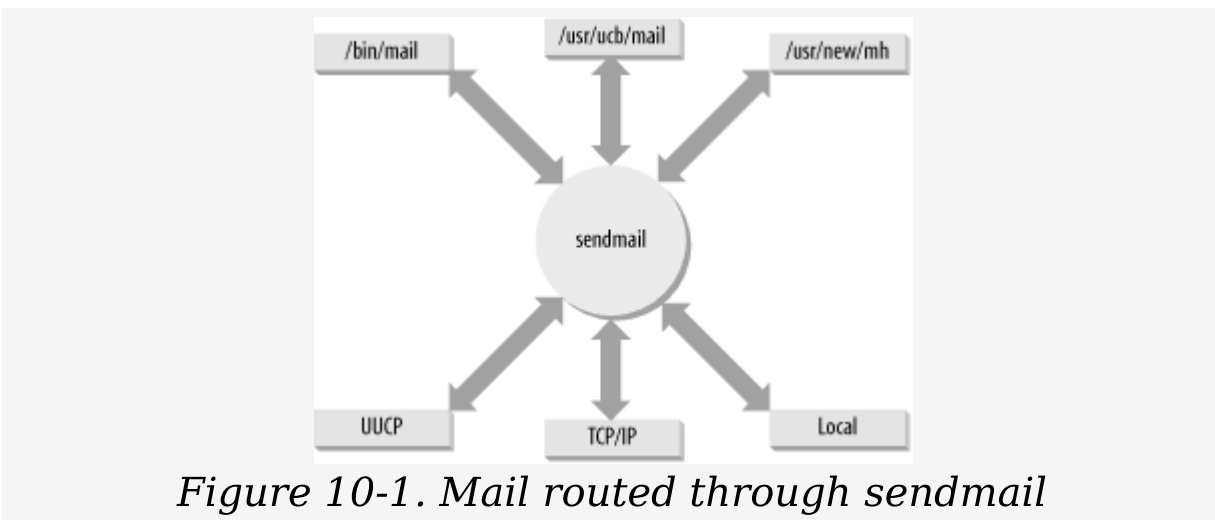 /bin/mail
/usr/ucb/mail
/usr/new/mh
sendmail
UUCP
TCP/IP
Local
Figure 10-1. Mail routed through sendmail